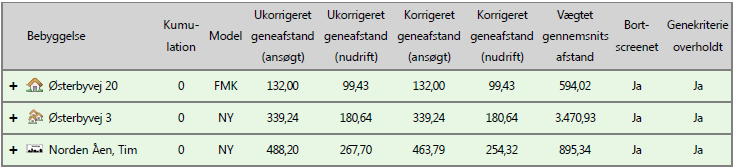 Bebyggelse Kumu-lation Model Ukorrigeret geneafstand (ansøgt) Ukorrigeret geneafstand (nudrift) Korrigeret geneafstand (ansøgt) Korrigeret geneafstand (nudrift) Vægtet gennemsnits afstand Bort-screenet Genekriterie overholdt
+ Østerbyvej 20 0 FMK 132,00 99,43 132,00 99,43 594,02 Ja Ja
+ Østerbyvej 3 0 NY 339,24 180,64 339,24 180,64 3.470,93 Ja Ja
+ Norden Åen, Tim 0 NY 488,20 267,70 463,79 254,32 895,34 Ja Ja